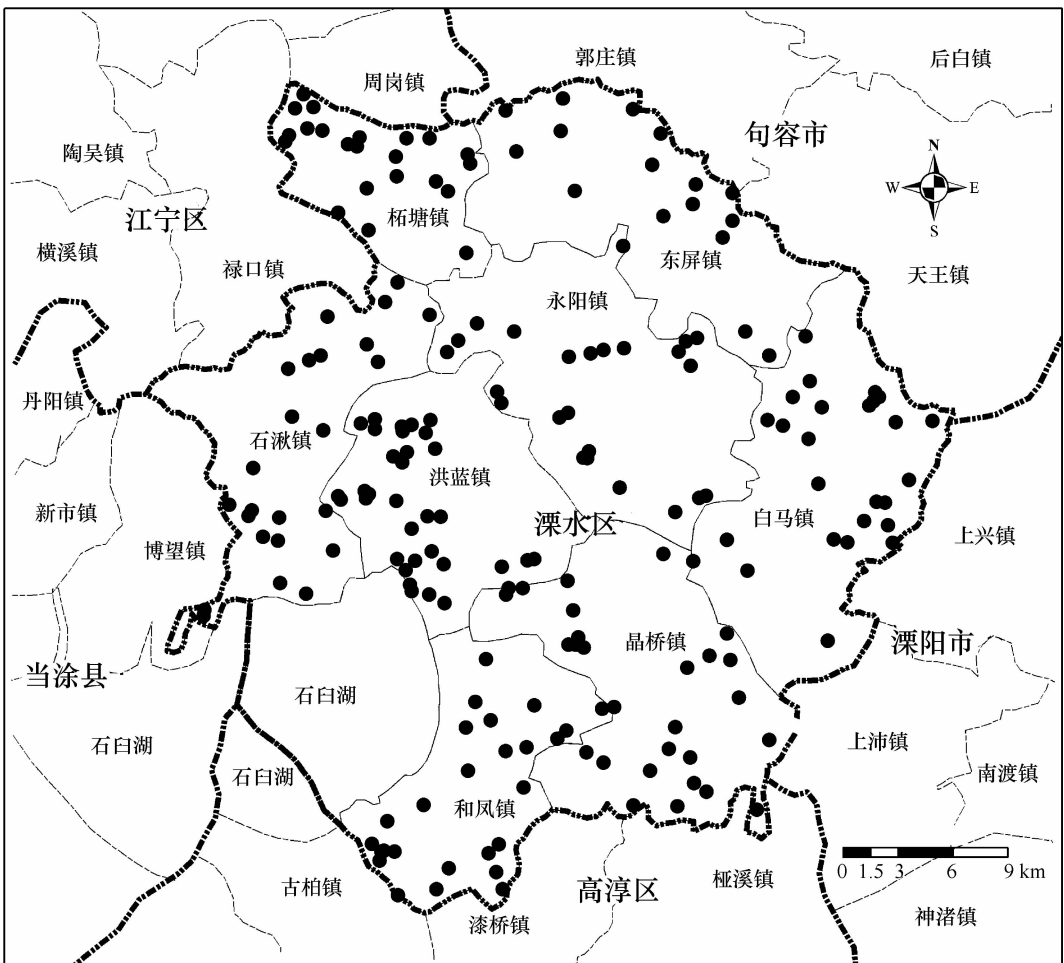 周岗镇
郭庄镇
后白镇
陶吴镇
句容市
N
W
E
S
江宁区
柘塘镇
横溪镇
禄口镇
东屏镇
天王镇
永阳镇
丹阳镇
石湫镇
洪蓝镇
新市镇
博望镇
溧水区
白马镇
上兴镇
当涂县
晶桥镇
溧阳市
石臼湖
石臼湖
石臼湖
上沛镇
南渡镇
和凤镇
古柏镇
高淳区
桠溪镇
漆桥镇
神渚镇
0 1.5 3 6 9 km